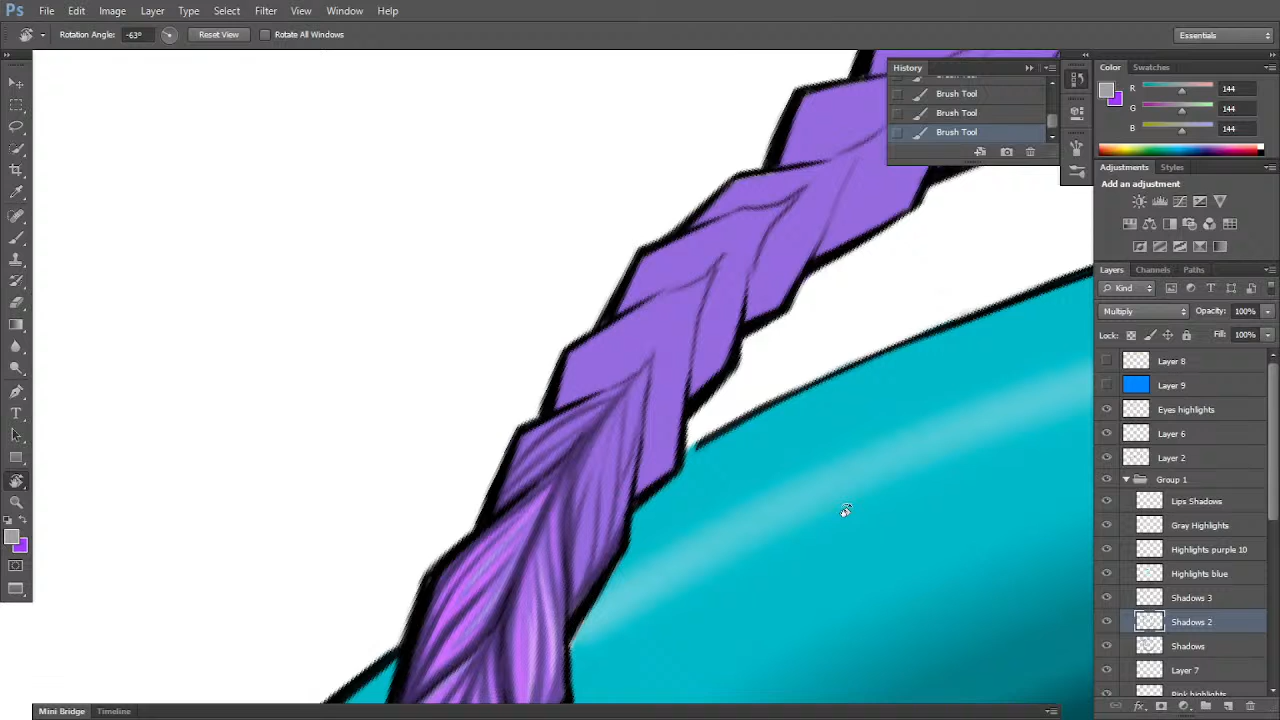 Ps File Edit Image Layer Type Select Filter View Window Help
Rotation Angle: -63° Reset View Rotate All Windows Essentials
History
Brush Tool
Brush Tool
Brush Tool
Brush Tool
Color Swatches
R 144
G 144
B 144
Adjustments Styles
Add an adjustment
Layers Channels Paths
Kind
Multiply Opacity: 100%
Lock: Fill: 100%
Layer 8
Layer 9
Eyes highlights
Layer 6
Layer 2
Group 1
Lips Shadows
Gray Highlights
Highlights purple 10
Highlights blue
Shadows 3
Shadows 2
Shadows
Layer 7
Pink highlights
Mini Bridge Timeline